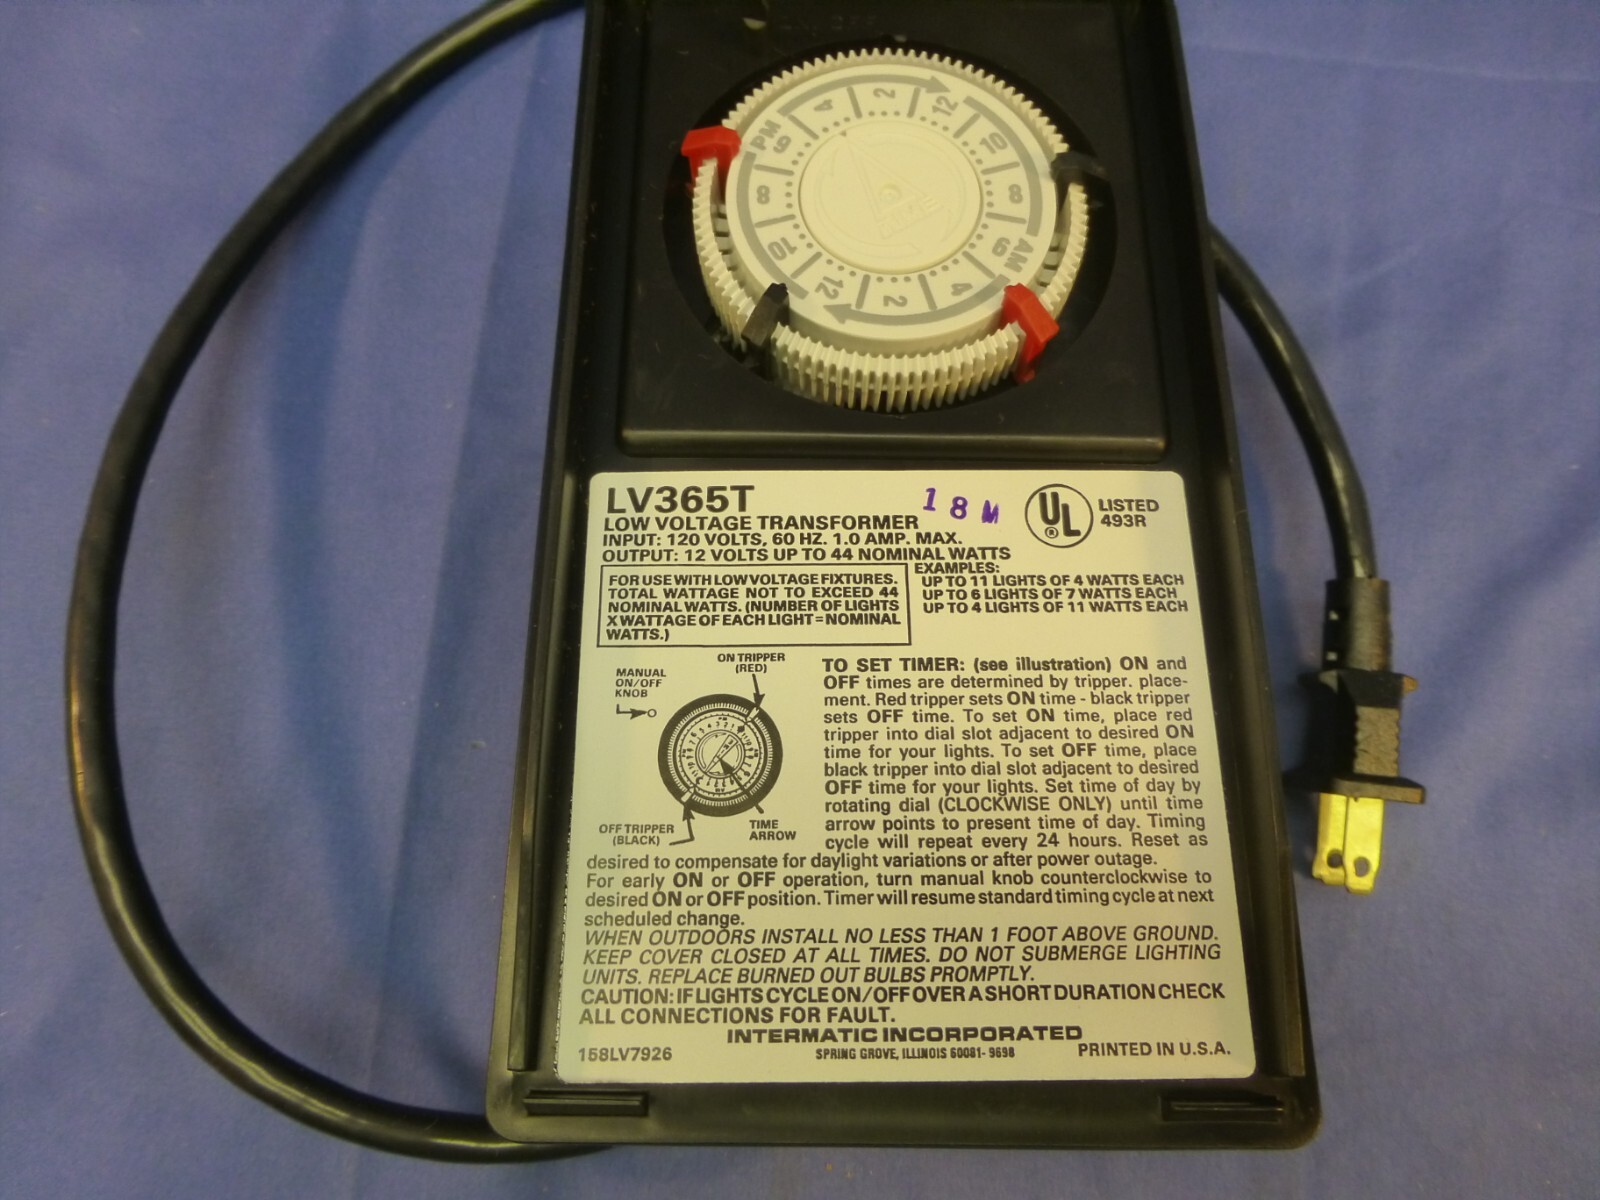 2
12
10
8
6
AM
4
2
12
10
8
6
PM
4
LV365T
18M
LOW VOLTAGE TRANSFORMER
INPUT: 120 VOLTS, 60 HZ. 1.0 AMP. MAX.
OUTPUT: 12 VOLTS UP TO 44 NOMINAL WATTS
UL
®
LISTED
493R
FOR USE WITH LOW VOLTAGE FIXTURES.
TOTAL WATTAGE NOT TO EXCEED 44
NOMINAL WATTS. (NUMBER OF LIGHTS
X WATTAGE OF EACH LIGHT = NOMINAL
WATTS.)
EXAMPLES:
UP TO 11 LIGHTS OF 4 WATTS EACH
UP TO 6 LIGHTS OF 7 WATTS EACH
UP TO 4 LIGHTS OF 11 WATTS EACH
MANUAL
ON/OFF
KNOB
ON TRIPPER
(RED)
OFF TRIPPER
(BLACK)
TIME
ARROW
TO SET TIMER: (see illustration) ON and
OFF times are determined by tripper. place-
ment. Red tripper sets ON time - black tripper
sets OFF time. To set ON time, place red
tripper into dial slot adjacent to desired ON
time for your lights. To set OFF time, place
black tripper into dial slot adjacent to desired
OFF time for your lights. Set time of day by
rotating dial (CLOCKWISE ONLY) until time
arrow points to present time of day. Timing
cycle will repeat every 24 hours. Reset as
desired to compensate for daylight variations or after power outage.
For early ON or OFF operation, turn manual knob counterclockwise to
desired ON or OFF position. Timer will resume standard timing cycle at next
scheduled change.
WHEN OUTDOORS INSTALL NO LESS THAN 1 FOOT ABOVE GROUND.
KEEP COVER CLOSED AT ALL TIMES. DO NOT SUBMERGE LIGHTING
UNITS. REPLACE BURNED OUT BULBS PROMPTLY.
CAUTION: IF LIGHTS CYCLE ON/OFF OVER A SHORT DURATION CHECK
ALL CONNECTIONS FOR FAULT.
INTERMATIC INCORPORATED
158LV7926
SPRING GROVE, ILLINOIS 60081-9698
PRINTED IN U.S.A.